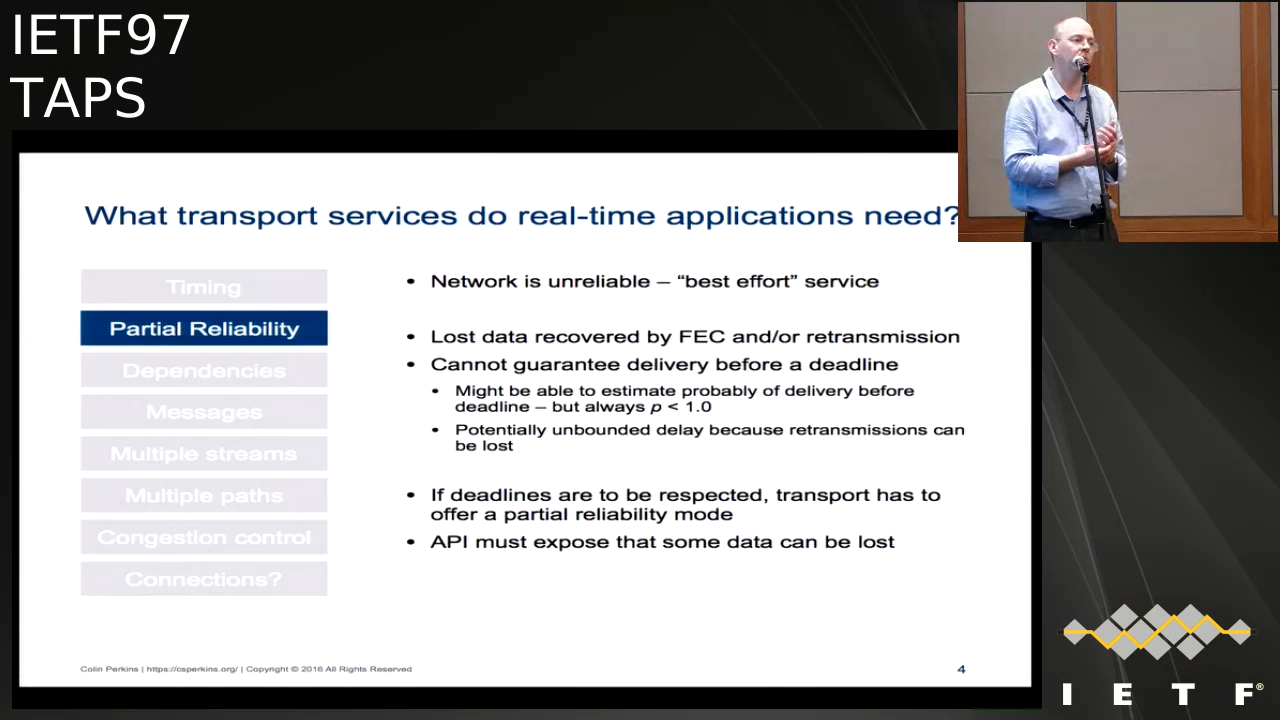 IETF97
TAPS
What transport services do real-time applications need?
Timing
Partial Reliability
Dependencies
Messages
Multiple streams
Multiple paths
Congestion control
Connections?
• Network is unreliable – “best effort” service
• Lost data recovered by FEC and/or retransmission
• Cannot guarantee delivery before a deadline
• Might be able to estimate probably of delivery before
deadline – but always p < 1.0
• Potentially unbounded delay because retransmissions can
be lost
• If deadlines are to be respected, transport has to
offer a partial reliability mode
• API must expose that some data can be lost
Colin Perkins | https://csperkins.org/ | Copyright © 2016 All Rights Reserved
4
I E T F®